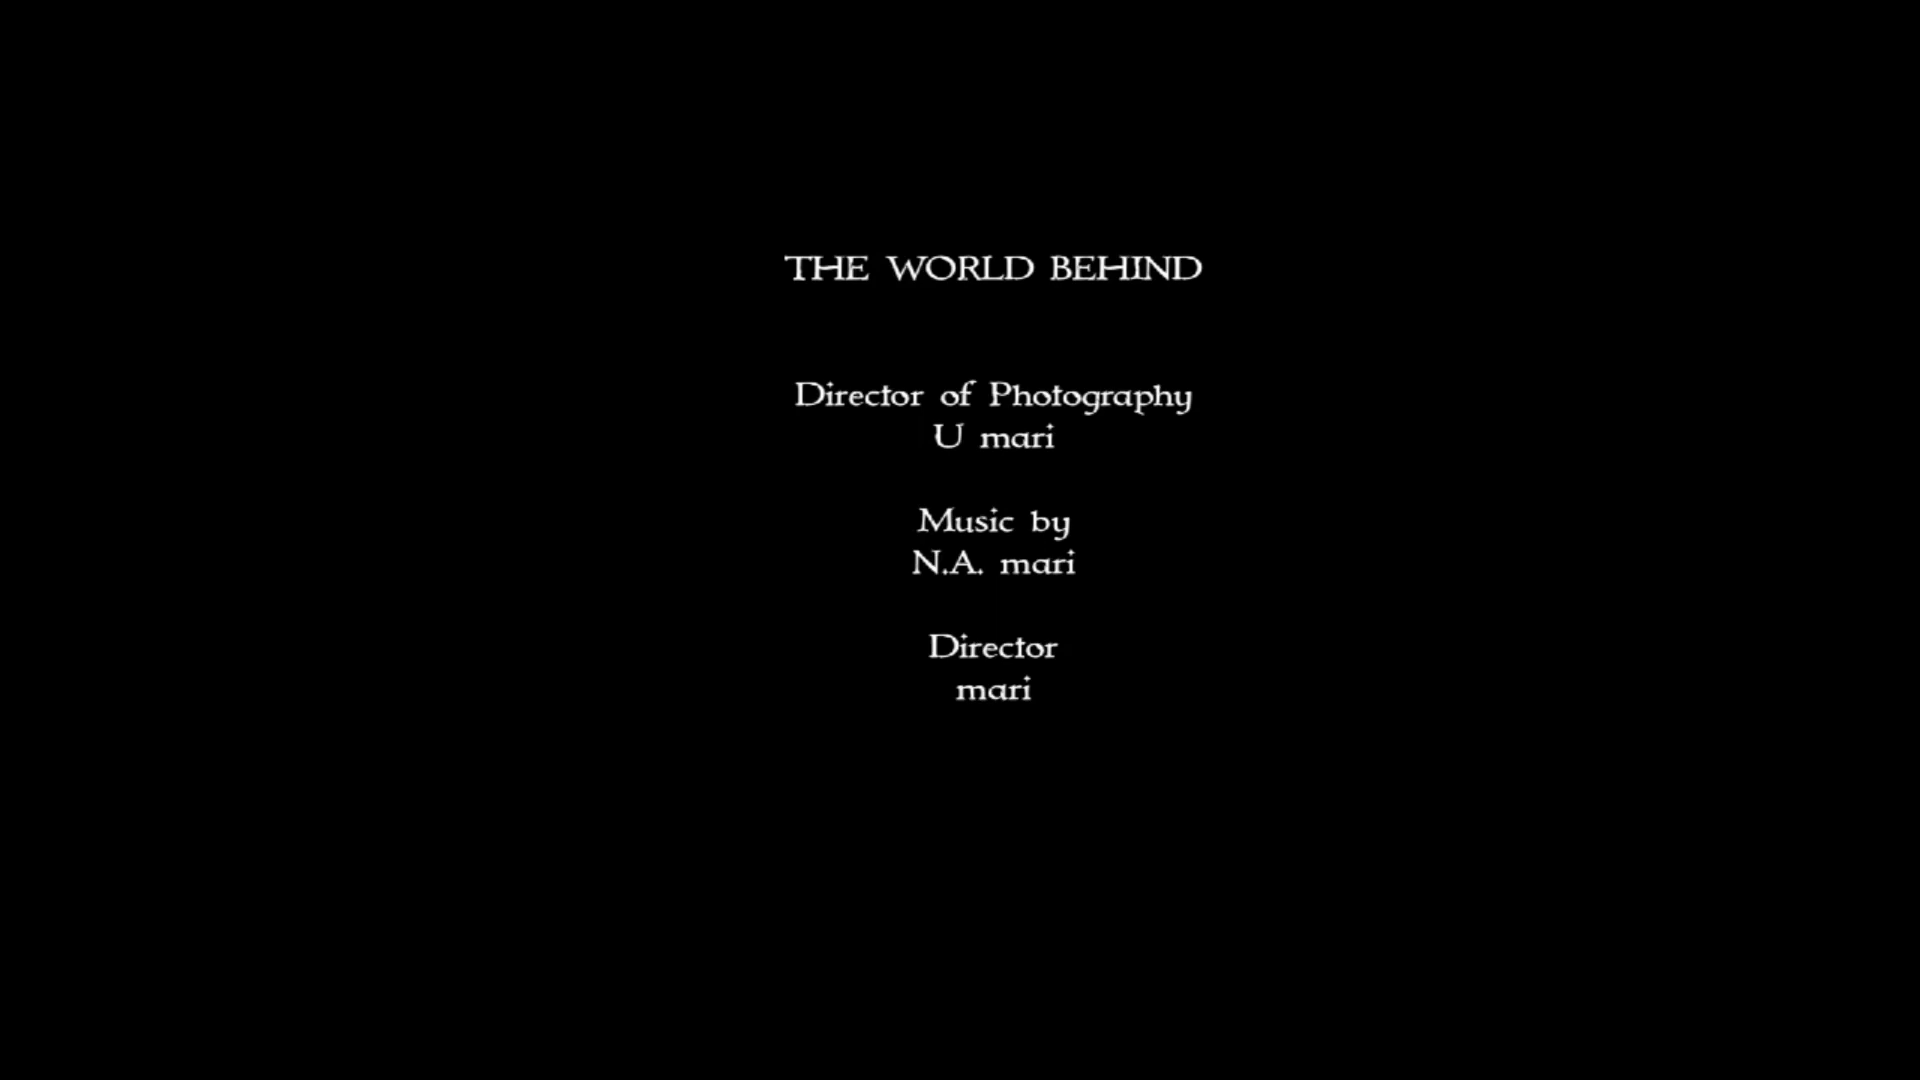 THE WORLD BEHIND
Director of Photography
U mari
Music by
N.A. mari
Director
mari